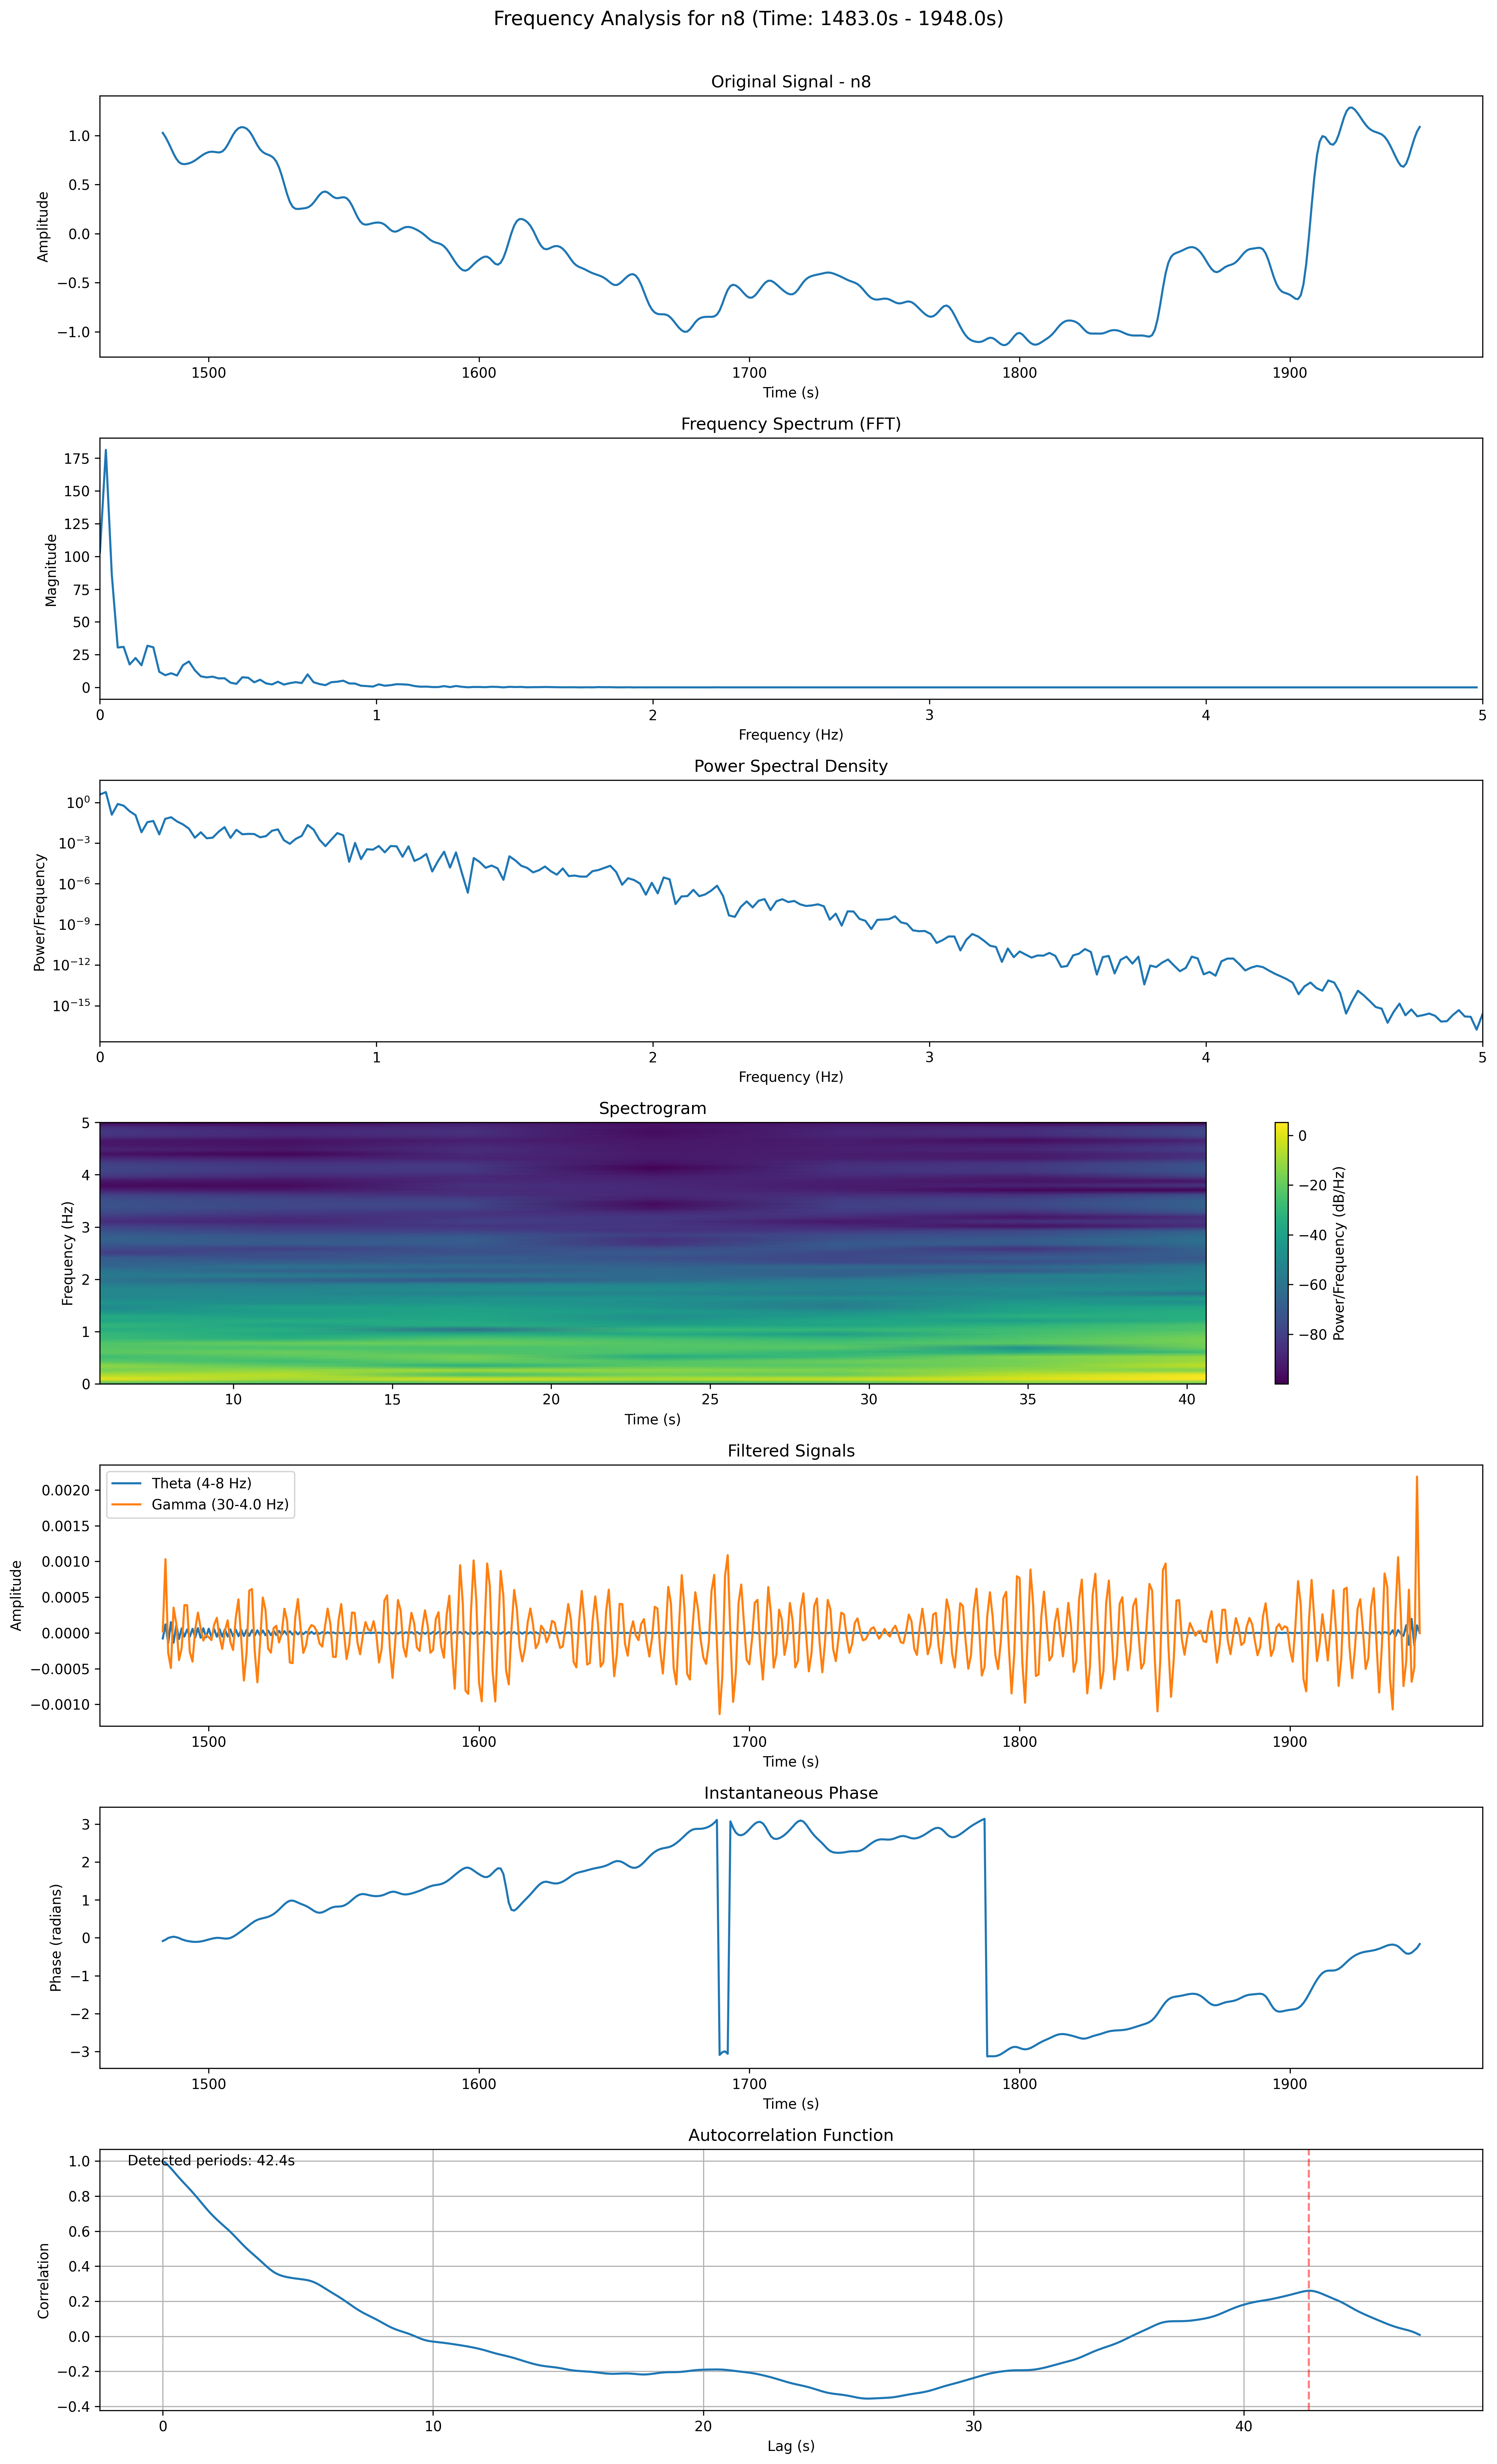 Frequency Analysis for n8 (Time: 1483.0s - 1948.0s)
Original Signal - n8
1.0
0.5
0.0
−0.5
−1.0
Amplitude
1500 1600 1700 1800 1900
Time (s)
Frequency Spectrum (FFT)
175
150
125
100
75
50
25
0
Magnitude
0 1 2 3 4 5
Frequency (Hz)
Power Spectral Density
10⁰
10⁻³
10⁻⁶
10⁻⁹
10⁻¹²
10⁻¹⁵
Power/Frequency
0 1 2 3 4 5
Frequency (Hz)
Spectrogram
5
4
3
2
1
0
Frequency (Hz)
10 15 20 25 30 35 40
Time (s)
0
−20
−40
−60
−80
Power/Frequency (dB/Hz)
Filtered Signals
Theta (4-8 Hz)
Gamma (30-4.0 Hz)
0.0020
0.0015
0.0010
0.0005
0.0000
−0.0005
−0.0010
Amplitude
1500 1600 1700 1800 1900
Time (s)
Instantaneous Phase
3
2
1
0
−1
−2
−3
Phase (radians)
1500 1600 1700 1800 1900
Time (s)
Autocorrelation Function
Detected periods: 42.4s
1.0
0.8
0.6
0.4
0.2
0.0
−0.2
−0.4
Correlation
0 10 20 30 40
Lag (s)